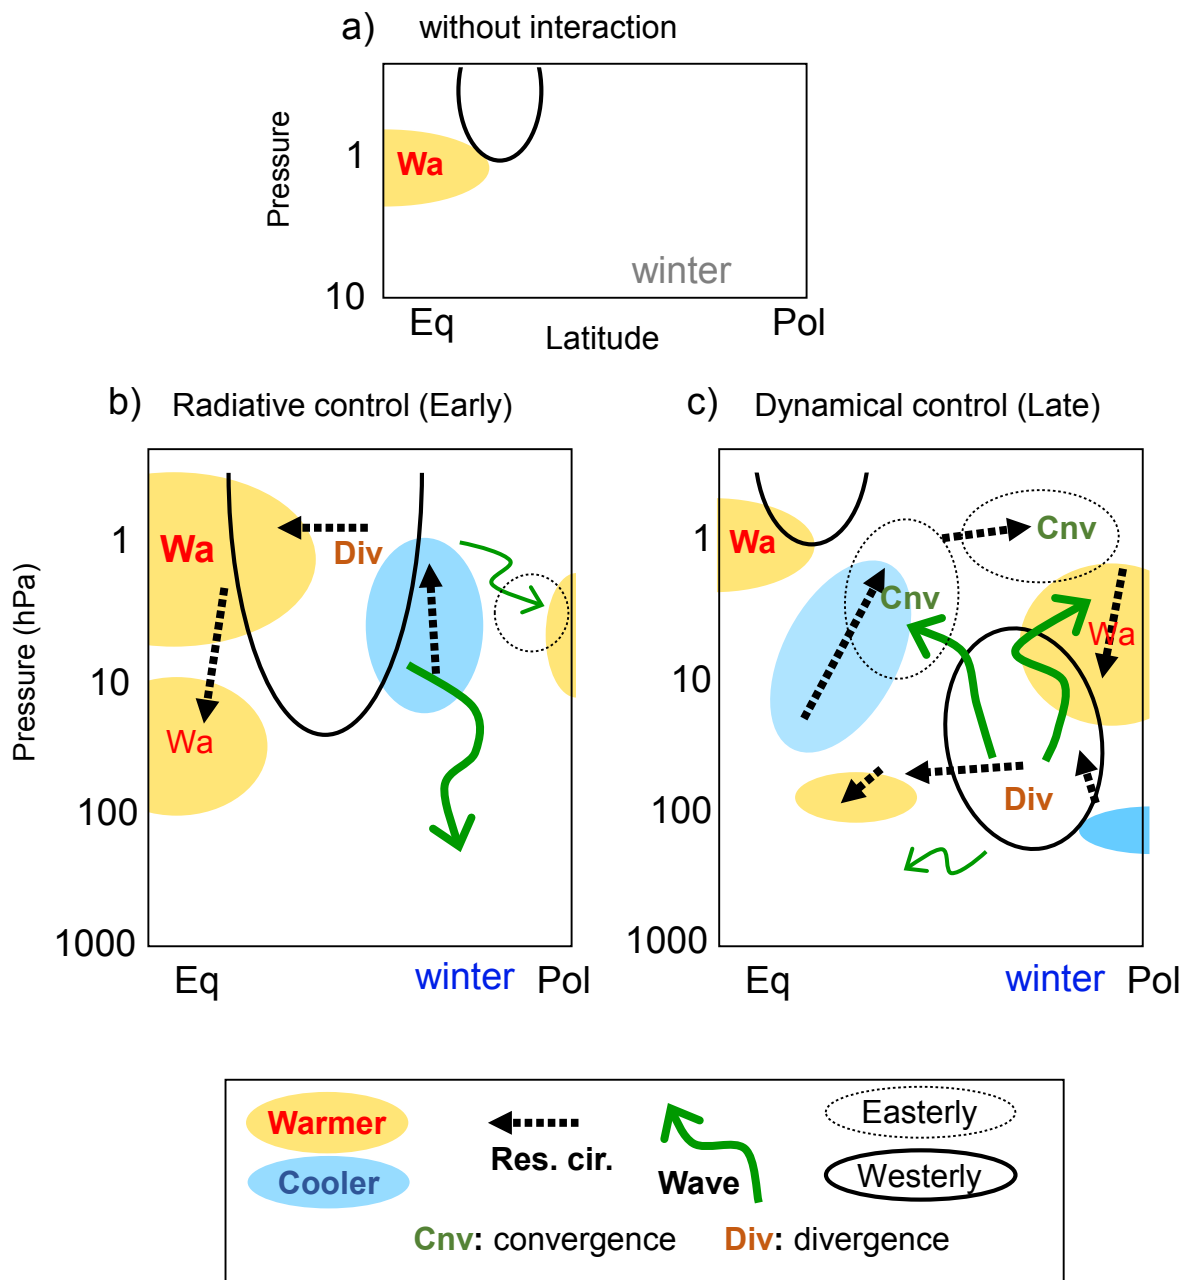 a) without interaction
Pressure
1
10
Wa
winter
Eq
Pol
Latitude
b) Radiative control (Early)
Pressure (hPa)
1
10
100
1000
Wa
Div
Wa
Eq
winter
Pol
c) Dynamical control (Late)
1
10
100
1000
Wa
Cnv
Cnv
Wa
Div
Eq
winter
Pol
Warmer
Cooler
Res. cir.
Wave
Easterly
Westerly
Cnv: convergence Div: divergence